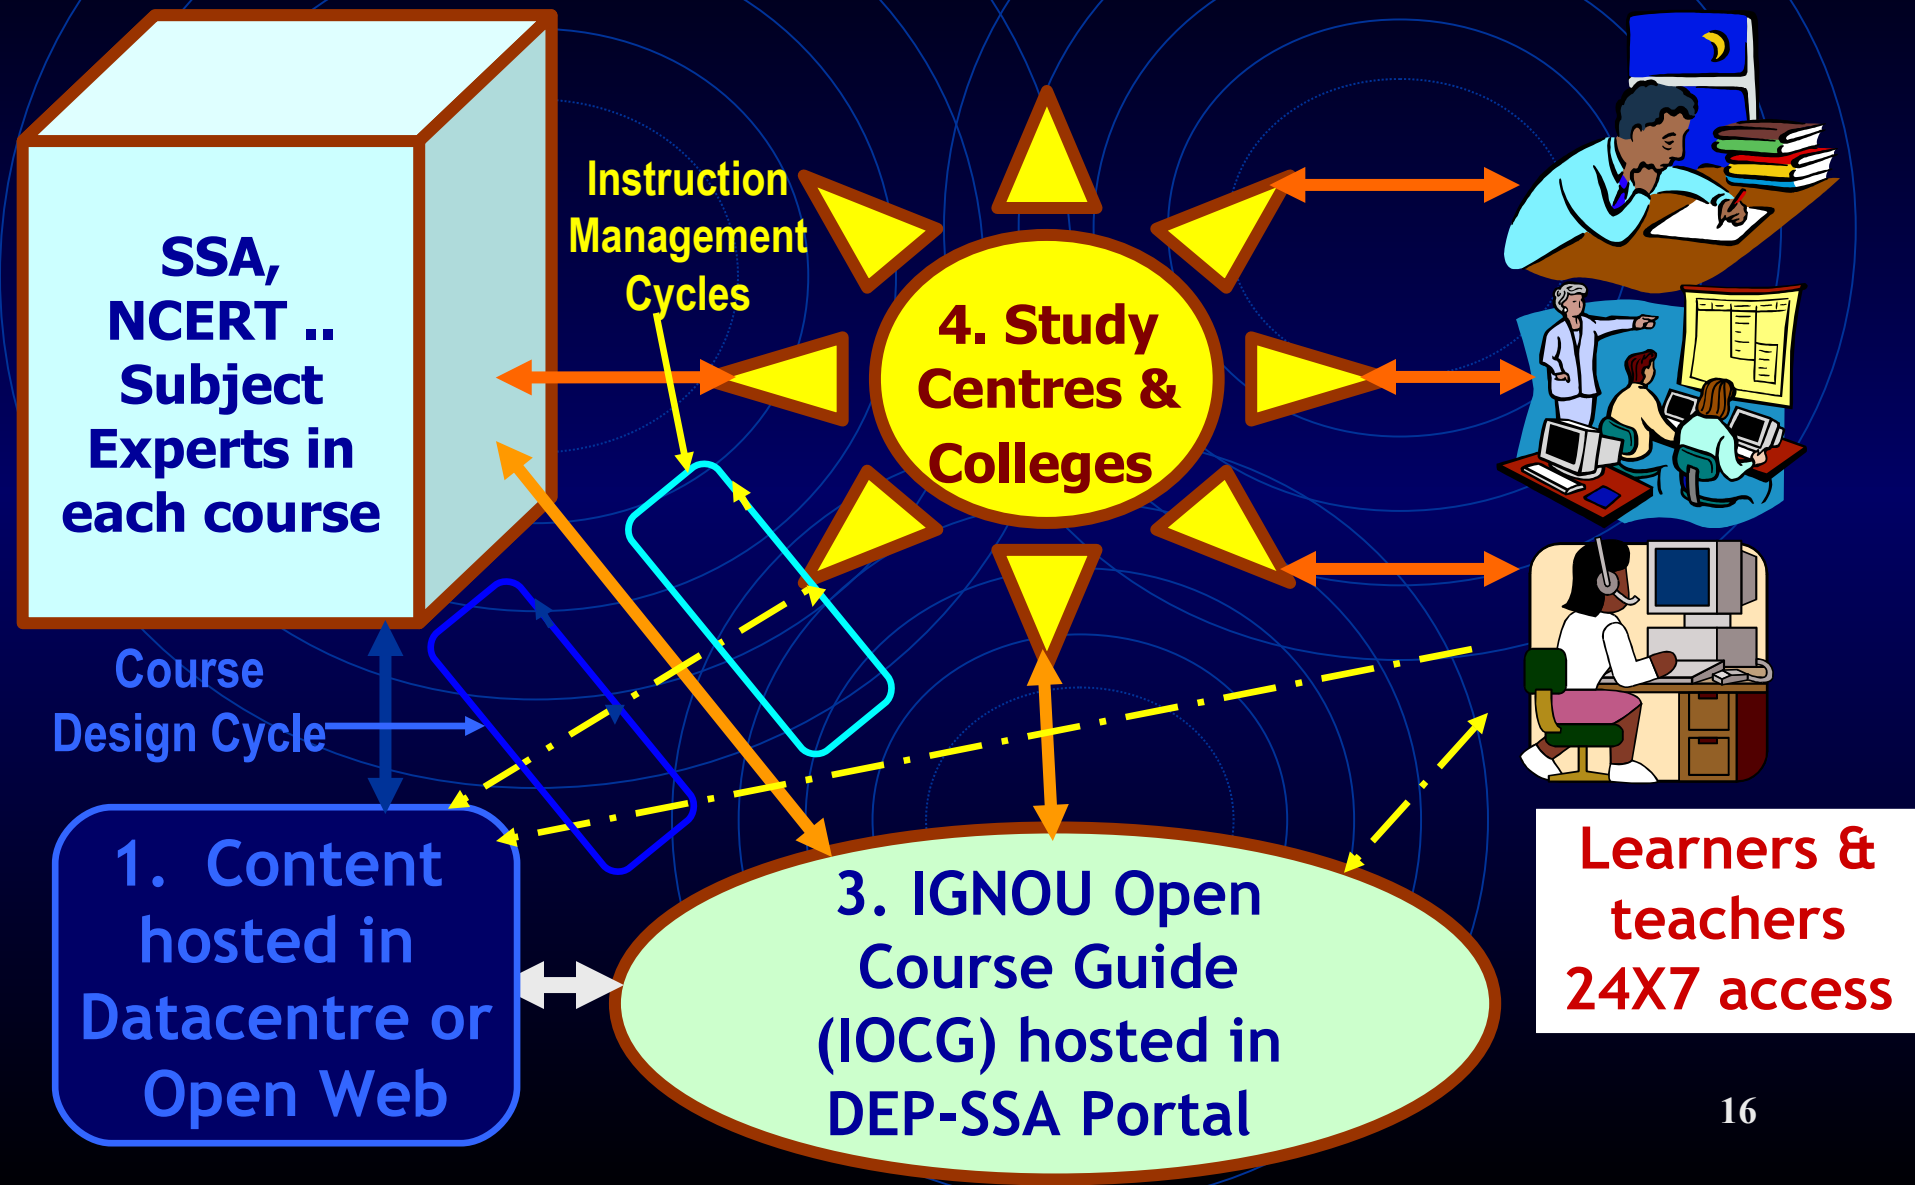 SSA,
NCERT ..
Subject
Experts in
each course
Instruction
Management
Cycles
4. Study
Centres &
Colleges
Course
Design Cycle
1. Content
hosted in
Datacentre or
Open Web
3. IGNOU Open
Course Guide
(IOCG) hosted in
DEP-SSA Portal
Learners &
teachers
24X7 access
16